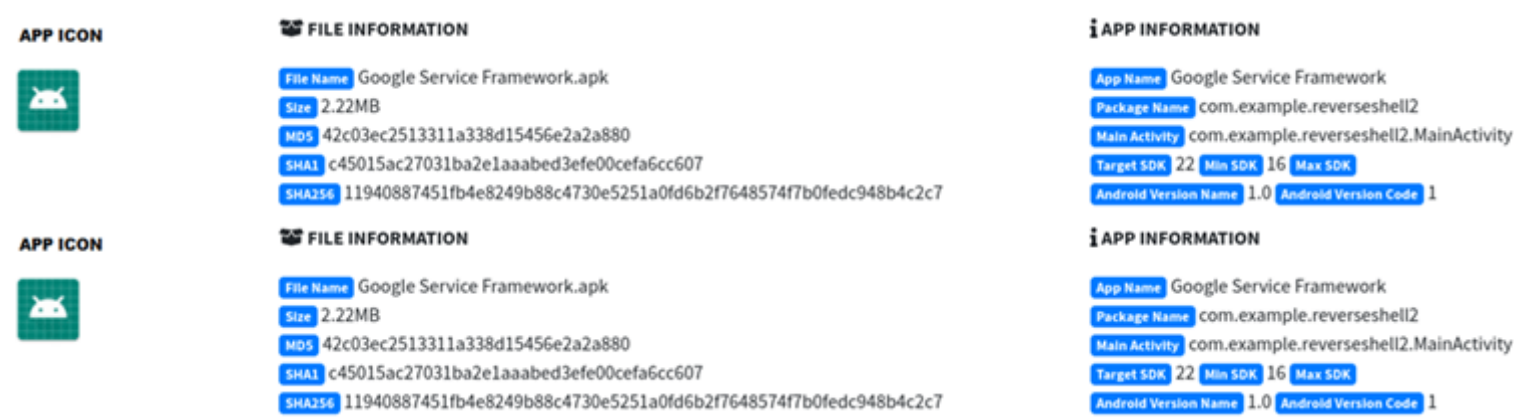 APP ICON
FILE INFORMATION
File Name Google Service Framework.apk
Size 2.22MB
MD5 42c03ec2513311a338d15456e2a2a880
SHA1 c45015ac27031ba2e1aaabed3efe00cefa6cc607
SHA256 11940887451fb4e8249b88c4730e5251a0fd6b2f7648574f7b0fedc948b4c2c7
APP INFORMATION
App Name Google Service Framework
Package Name com.example.reverseshell2
Main Activity com.example.reverseshell2.MainActivity
Target SDK 22 Min SDK 16 Max SDK
Android Version Name 1.0 Android Version Code 1
APP ICON
FILE INFORMATION
File Name Google Service Framework.apk
Size 2.22MB
MD5 42c03ec2513311a338d15456e2a2a880
SHA1 c45015ac27031ba2e1aaabed3efe00cefa6cc607
SHA256 11940887451fb4e8249b88c4730e5251a0fd6b2f7648574f7b0fedc948b4c2c7
APP INFORMATION
App Name Google Service Framework
Package Name com.example.reverseshell2
Main Activity com.example.reverseshell2.MainActivity
Target SDK 22 Min SDK 16 Max SDK
Android Version Name 1.0 Android Version Code 1